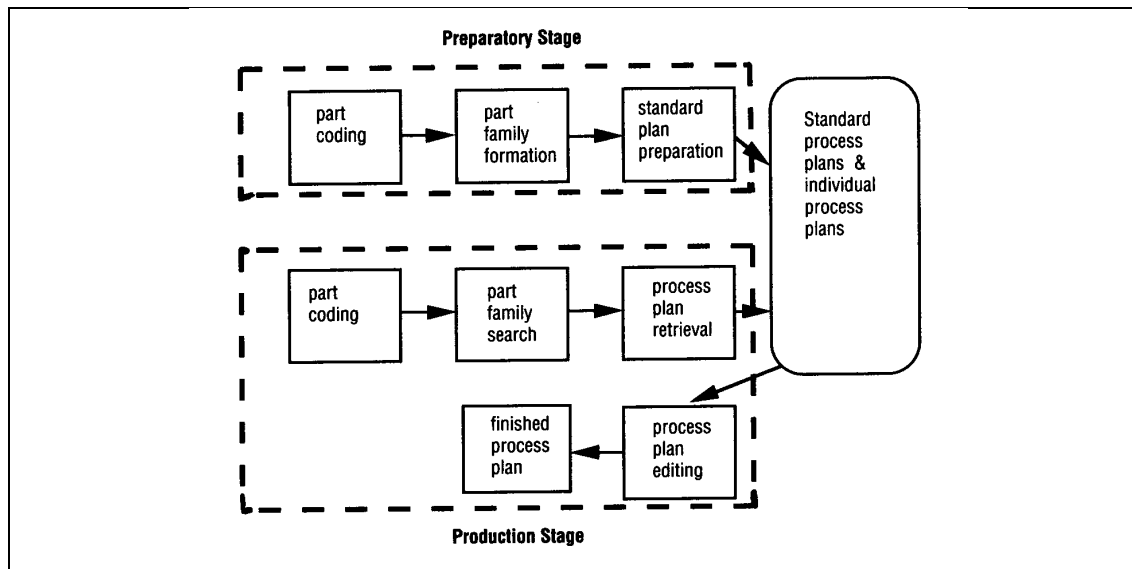 Preparatory Stage
part
coding
part
family
formation
standard
plan
preparation
Standard
process
plans &
individual
process
plans
part
coding
part
family
search
process
plan
retrieval
finished
process
plan
process
plan
editing
Production Stage